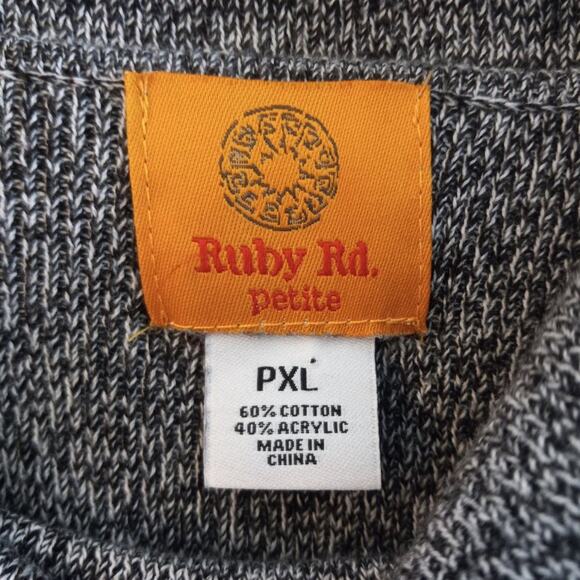 Ruby Rd.
petite
PXL
60% COTTON
40% ACRYLIC
MADE IN
CHINA